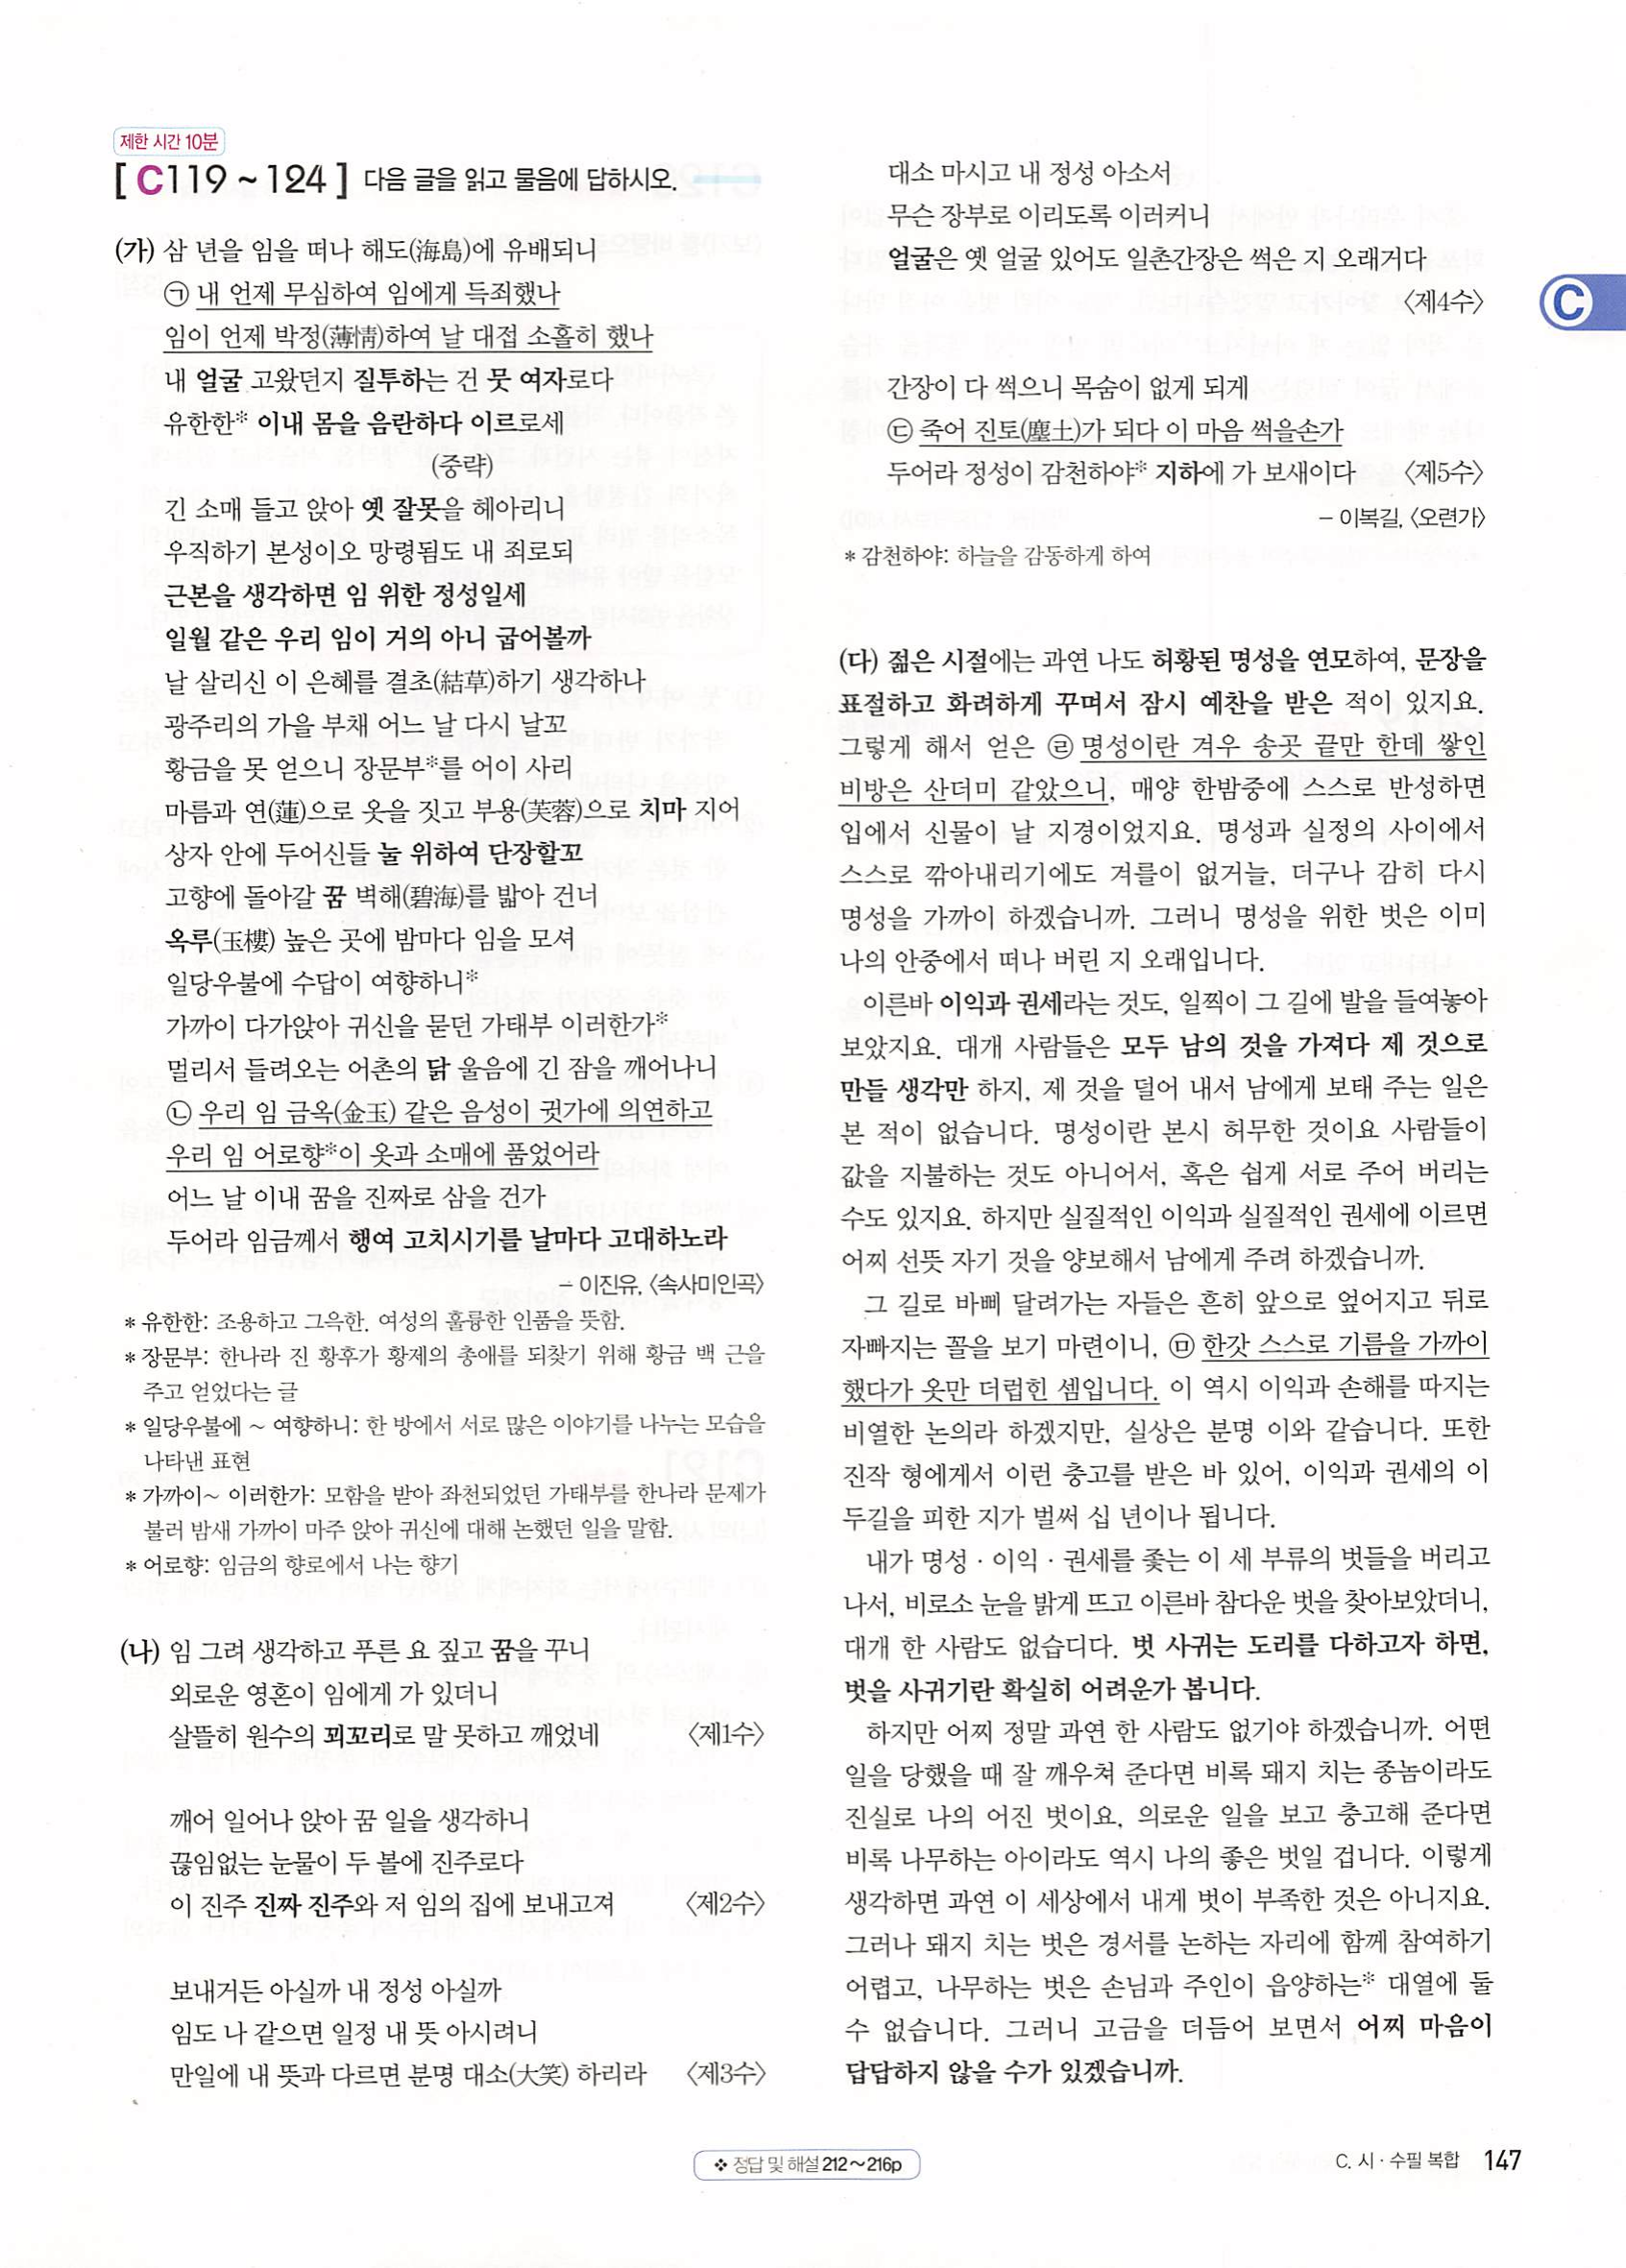 제한 시간 10분
[ C119 ~ 124 ] 다음 글을 읽고 물음에 답하시오.
(가) 삼 년을 임을 떠나 해도(海島)에 유배되니
㉠ 내 언제 무심하여 임에게 득죄했나
임이 언제 박정(薄情)하여 날 대접 소홀히 했나
내 얼굴 고왔던지 질투하는 건 뭇 여자로다
유한한* 이내 몸을 음란하다 이르로세
(중략)
긴 소매 들고 앉아 옛 잘못을 헤아리니
우직하기 본성이오 망령됨도 내 죄로되
근본을 생각하면 임 위한 정성일세
일월 같은 우리 임이 거의 아니 굽어볼까
날 살리신 이 은혜를 결초(結草)하기 생각하나
광주리의 가을 부채 어느 날 다시 날꼬
황금을 못 얻으니 장문부*를 어이 사리
마름과 연(蓮)으로 옷을 짓고 부용(芙蓉)으로 치마 지어
상자 안에 두어신들 눌 위하여 단장할꼬
고향에 돌아갈 꿈 벽해(碧海)를 밟아 건너
옥루(玉樓) 높은 곳에 밤마다 임을 모셔
일당우불에 수답이 여향하니*
가까이 다가앉아 귀신을 묻던 가태부 이러한가*
멀리서 들려오는 어촌의 닭 울음에 긴 잠을 깨어나니
㉡ 우리 임 금옥(金玉) 같은 음성이 귓가에 의연하고
우리 임 어로향*이 옷과 소매에 품었어라
어느 날 이내 꿈을 진짜로 삼을 건가
두어라 임금께서 행여 고치시기를 날마다 고대하노라
– 이진유, 〈속사미인곡〉
* 유한한: 조용하고 그윽한. 여성의 훌륭한 인품을 뜻함.
* 장문부: 한나라 진 황후가 황제의 총애를 되찾기 위해 황금 백 근을
주고 얻었다는 글
* 일당우불에 ~ 여향하니: 한 방에서 서로 많은 이야기를 나누는 모습을
나타낸 표현
* 가까이~ 이러한가: 모함을 받아 좌천되었던 가태부를 한나라 문제가
불러 밤새 가까이 마주 앉아 귀신에 대해 논했던 일을 말함.
* 어로향: 임금의 향로에서 나는 향기
(나) 임 그려 생각하고 푸른 요 짚고 꿈을 꾸니
외로운 영혼이 임에게 가 있더니
살뜰히 원수의 꾀꼬리로 말 못하고 깨었네 〈제1수〉
깨어 일어나 앉아 꿈 일을 생각하니
끊임없는 눈물이 두 볼에 진주로다
이 진주 진짜 진주와 저 임의 집에 보내고져 〈제2수〉
보내거든 아실까 내 정성 아실까
임도 나 같으면 일정 내 뜻 아시려니
만일에 내 뜻과 다르면 분명 대소(大笑) 하리라 〈제3수〉
대소 마시고 내 정성 아소서
무슨 장부로 이리도록 이러커니
얼굴은 옛 얼굴 있어도 일촌간장은 썩은 지 오래거다
〈제4수〉
간장이 다 썩으니 목숨이 없게 되게
㉢ 죽어 진토(塵土)가 되다 이 마음 썩을손가
두어라 정성이 감천하야* 지하에 가 보새이다 〈제5수〉
– 이복길, 〈오련가〉
* 감천하야: 하늘을 감동하게 하여
(다) 젊은 시절에는 과연 나도 허황된 명성을 연모하여, 문장을
표절하고 화려하게 꾸며서 잠시 예찬을 받은 적이 있지요.
그렇게 해서 얻은 ㉣ 명성이란 겨우 송곳 끝만 한데 쌓인
비방은 산더미 같았으니, 매양 한밤중에 스스로 반성하면
입에서 신물이 날 지경이었지요. 명성과 실정의 사이에서
스스로 깎아내리기에도 겨를이 없거늘, 더구나 감히 다시
명성을 가까이 하겠습니까. 그러니 명성을 위한 벗은 이미
나의 안중에서 떠나 버린 지 오래입니다.
이른바 이익과 권세라는 것도, 일찍이 그 길에 발을 들여놓아
보았지요. 대개 사람들은 모두 남의 것을 가져다 제 것으로
만들 생각만 하지, 제 것을 덜어 내서 남에게 보태 주는 일은
본 적이 없습니다. 명성이란 본시 허무한 것이요 사람들이
값을 지불하는 것도 아니어서, 혹은 쉽게 서로 주어 버리는
수도 있지요. 하지만 실질적인 이익과 실질적인 권세에 이르면
어찌 선뜻 자기 것을 양보해서 남에게 주려 하겠습니까.
그 길로 바삐 달려가는 자들은 흔히 앞으로 엎어지고 뒤로
자빠지는 꼴을 보기 마련이니, ㉤ 한갓 스스로 기름을 가까이
했다가 옷만 더럽힌 셈입니다. 이 역시 이익과 손해를 따지는
비열한 논의라 하겠지만, 실상은 분명 이와 같습니다. 또한
진작 형에게서 이런 충고를 받은 바 있어, 이익과 권세의 이
두길을 피한 지가 벌써 십 년이나 됩니다.
내가 명성 · 이익 · 권세를 좇는 이 세 부류의 벗들을 버리고
나서, 비로소 눈을 밝게 뜨고 이른바 참다운 벗을 찾아보았더니,
대개 한 사람도 없습디다. 벗 사귀는 도리를 다하고자 하면,
벗을 사귀기란 확실히 어려운가 봅니다.
하지만 어찌 정말 과연 한 사람도 없기야 하겠습니까. 어떤
일을 당했을 때 잘 깨우쳐 준다면 비록 돼지 치는 종놈이라도
진실로 나의 어진 벗이요, 의로운 일을 보고 충고해 준다면
비록 나무하는 아이라도 역시 나의 좋은 벗일 겁니다. 이렇게
생각하면 과연 이 세상에서 내게 벗이 부족한 것은 아니지요.
그러나 돼지 치는 벗은 경서를 논하는 자리에 함께 참여하기
어렵고, 나무하는 벗은 손님과 주인이 읍양하는* 대열에 둘
수 없습니다. 그러니 고금을 더듬어 보면서 어찌 마음이
답답하지 않을 수가 있겠습니까.
C
❖ 정답 및 해설 212~216p
C. 시 · 수필 복합 147